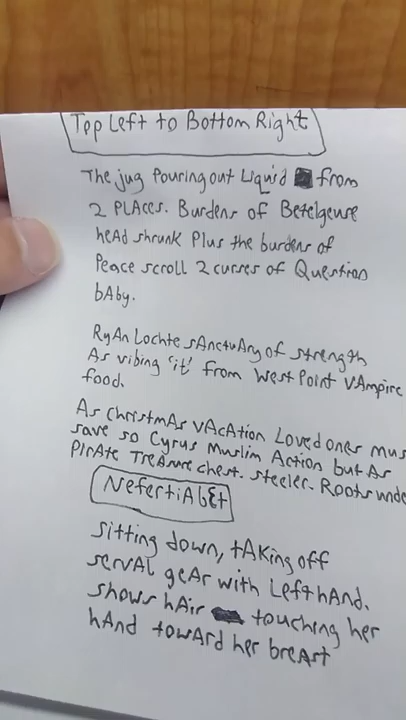 Top Left to Bottom Right
The jug Pouring out Liquid from
2 PLAces. Burdens of Betelgeuse
heAd shrunk Plus the burdens of
Peace scroll 2 curses of Question
bAby.
RyAn Lochte sAnctuAry of strength
As vibing "it" from West Point VAmpire
food.
As ChristmAs VAcAtion Loved ones mus
save so Cyrus Muslim Action but As
PirAte TreAsure chest. steeler. Roots unde
NefertiAbEt
sitting down, tAKing off
servAL geAr with Left hAnd.
shows hAir touching her
hAnd towArd her breAst